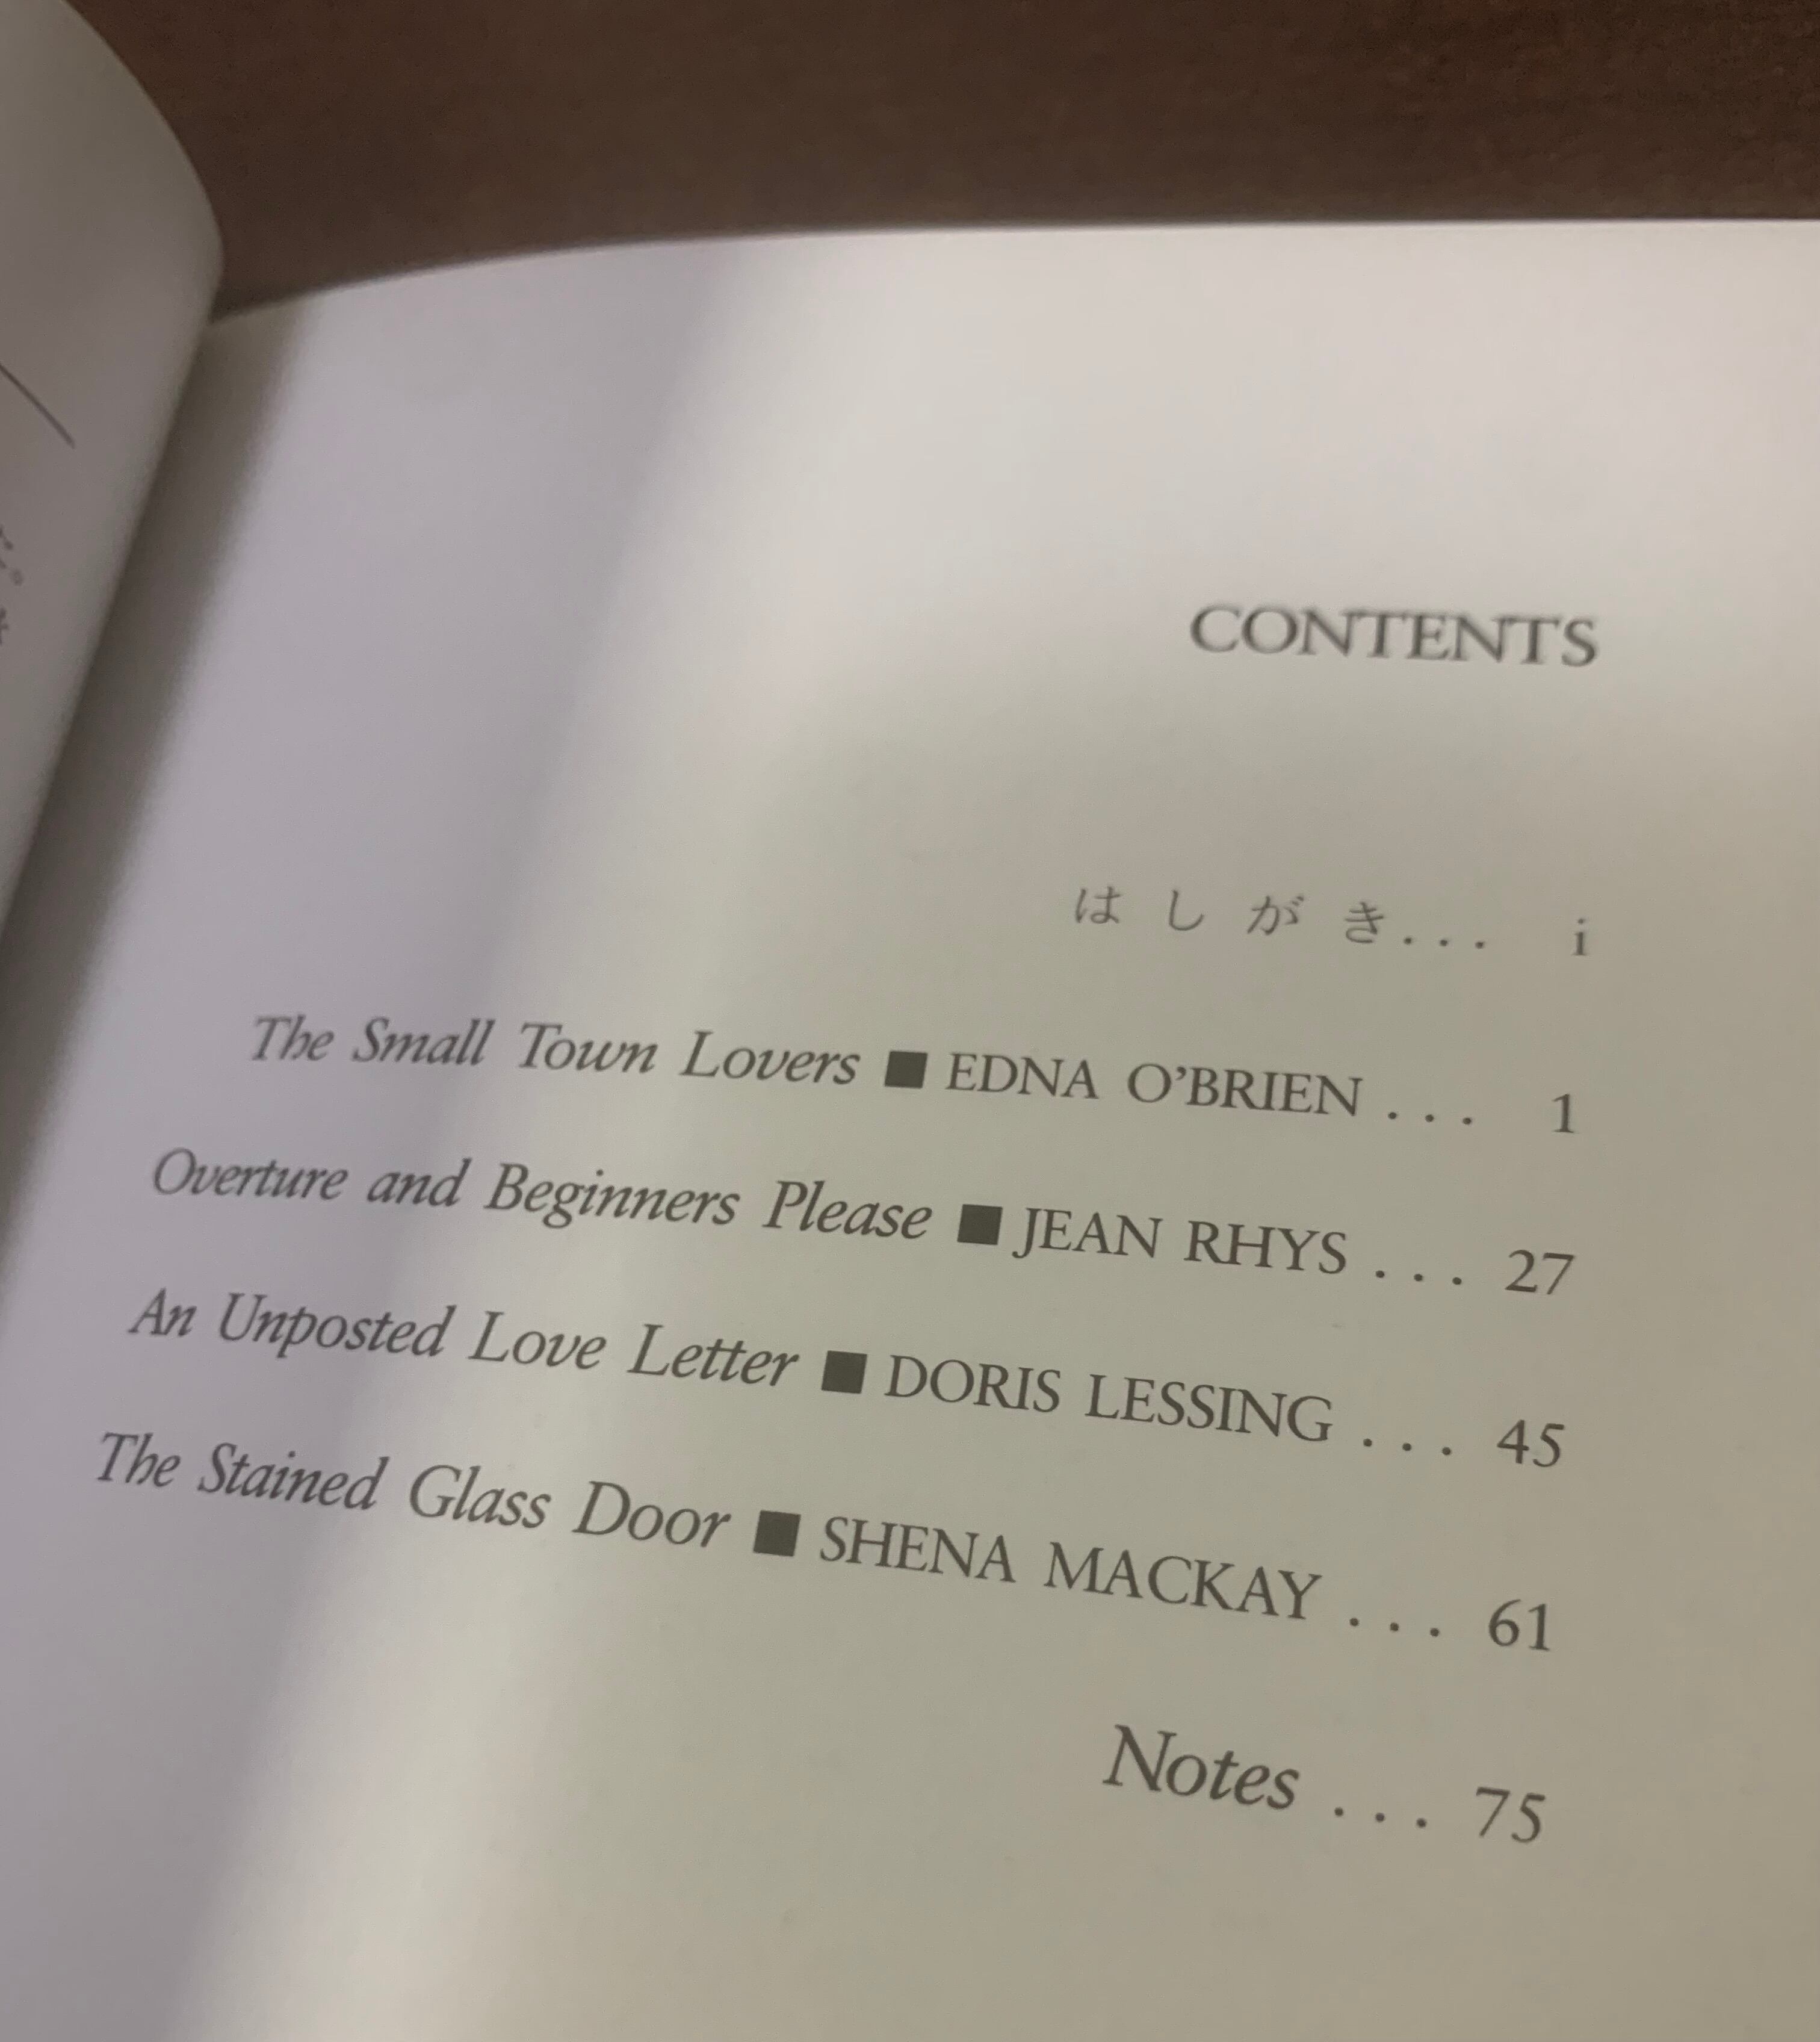 CONTENTS
はしがき... i
The Small Town Lovers ■ EDNA O'BRIEN... 1
Overture and Beginners Please ■ JEAN RHYS... 27
An Unposted Love Letter ■ DORIS LESSING... 45
The Stained Glass Door ■ SHENA MACKAY... 61
Notes... 75